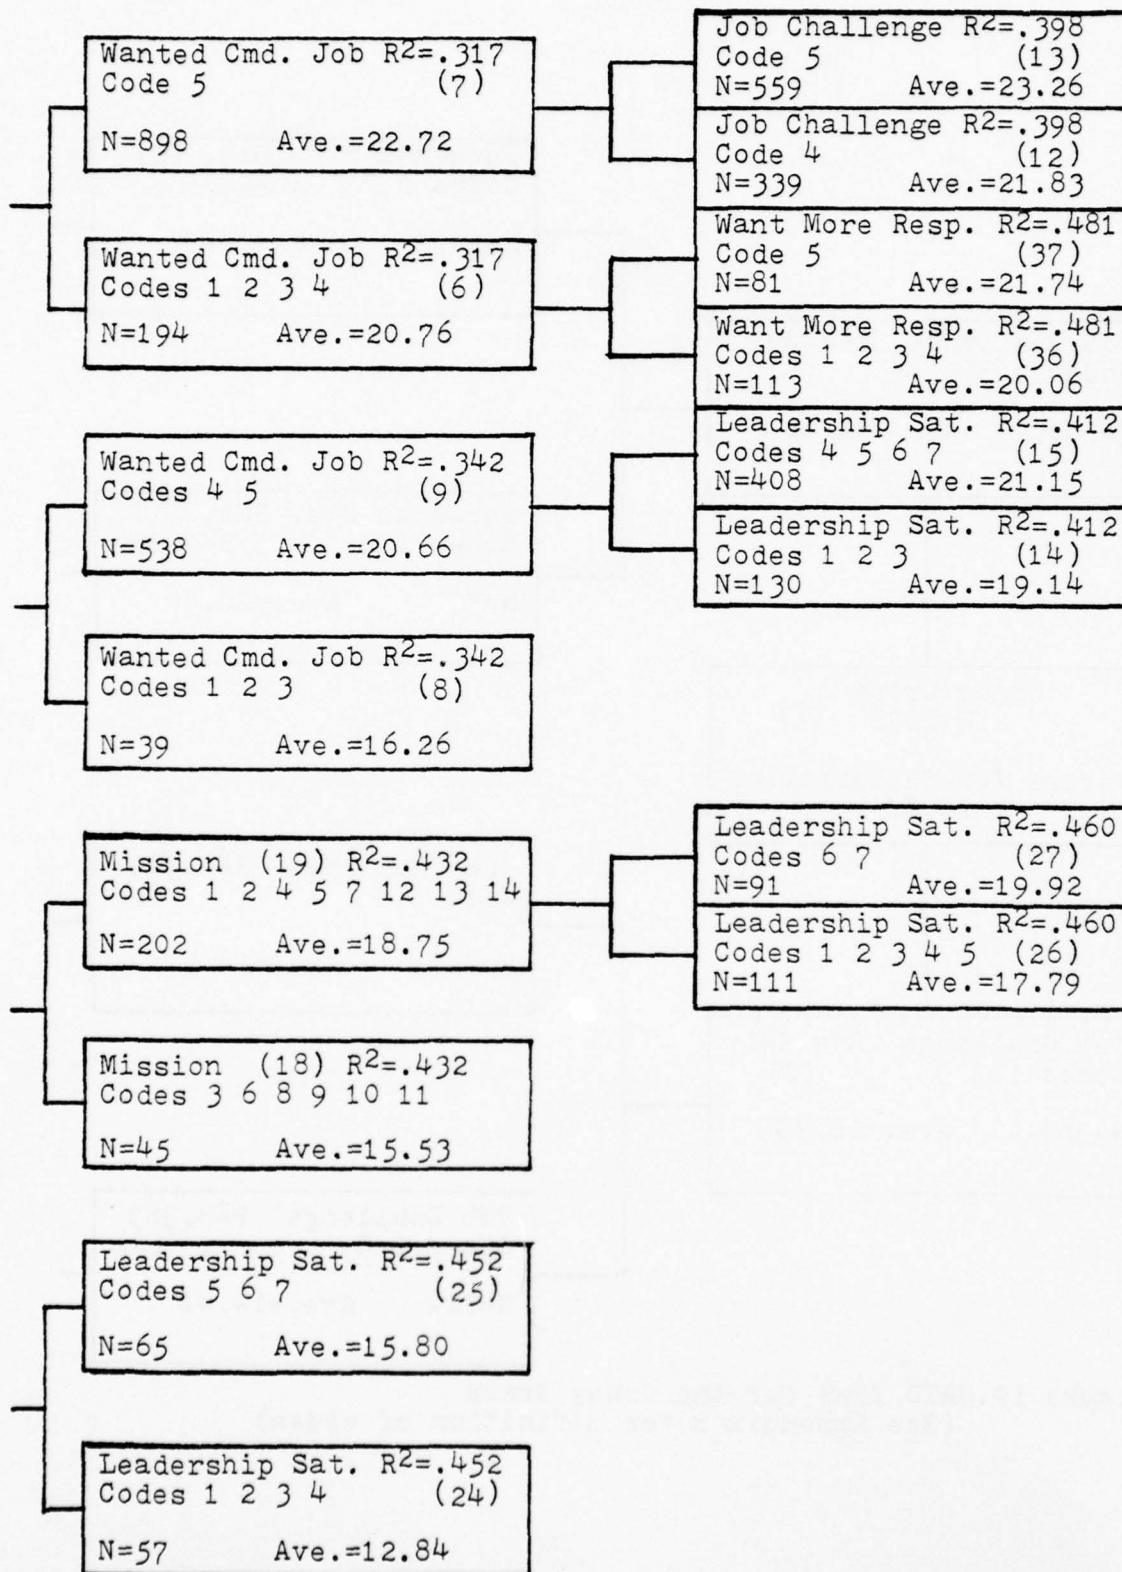 Wanted Cmd. Job R²=.317
Code 5 (7)
N=898 Ave.=22.72
Wanted Cmd. Job R²=.317
Codes 1 2 3 4 (6)
N=194 Ave.=20.76
Wanted Cmd. Job R²=.342
Codes 4 5 (9)
N=538 Ave.=20.66
Wanted Cmd. Job R²=.342
Codes 1 2 3 (8)
N=39 Ave.=16.26
Mission (19) R²=.432
Codes 1 2 4 5 7 12 13 14
N=202 Ave.=18.75
Mission (18) R²=.432
Codes 3 6 8 9 10 11
N=45 Ave.=15.53
Leadership Sat. R²=.452
Codes 5 6 7 (25)
N=65 Ave.=15.80
Leadership Sat. R²=.452
Codes 1 2 3 4 (24)
N=57 Ave.=12.84
Job Challenge R²=.398
Code 5 (13)
N=559 Ave.=23.26
Job Challenge R²=.398
Code 4 (12)
N=339 Ave.=21.83
Want More Resp. R²=.481
Code 5 (37)
N=81 Ave.=21.74
Want More Resp. R²=.481
Codes 1 2 3 4 (36)
N=113 Ave.=20.06
Leadership Sat. R²=.412
Codes 4 5 6 7 (15)
N=408 Ave.=21.15
Leadership Sat. R²=.412
Codes 1 2 3 (14)
N=130 Ave.=19.14
Leadership Sat. R²=.460
Codes 6 7 (27)
N=91 Ave.=19.92
Leadership Sat. R²=.460
Codes 1 2 3 4 5 (26)
N=111 Ave.=17.79